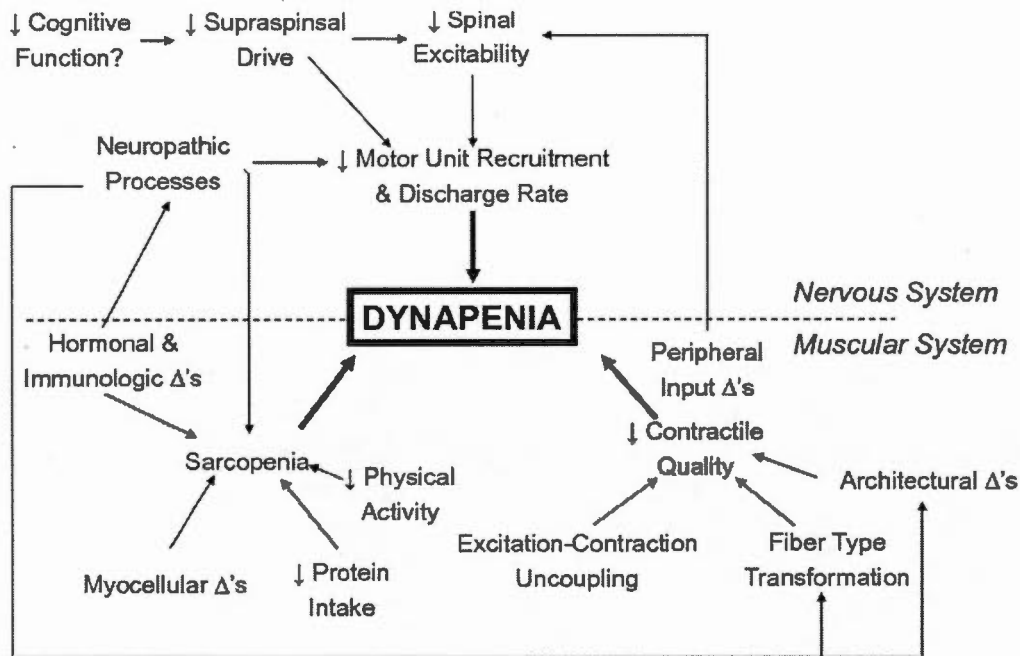 ↓ Cognitive
Function?
↓ Supraspinsal
Drive
↓ Spinal
Excitability
Neuropathic
Processes
↓ Motor Unit Recruitment
& Discharge Rate
DYNAPENIA
Nervous System
Muscular System
Hormonal &
Immunologic Δ's
Peripheral
Input Δ's
↓ Contractile
Quality
Sarcopenia
↓ Physical
Activity
Architectural Δ's
Myocellular Δ's
↓ Protein
Intake
Excitation-Contraction
Uncoupling
Fiber Type
Transformation